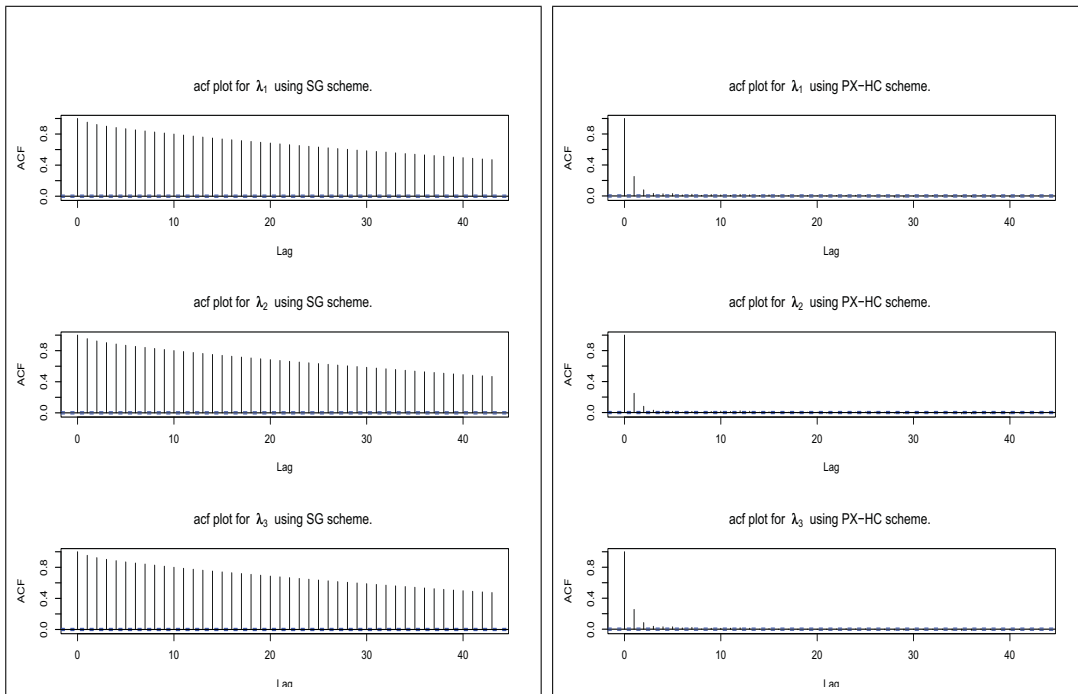 acf plot for λ1 using SG scheme.
ACF
0.0 0.4 0.8
0 10 20 30 40
Lag
acf plot for λ2 using SG scheme.
ACF
0.0 0.4 0.8
0 10 20 30 40
Lag
acf plot for λ3 using SG scheme.
ACF
0.0 0.4 0.8
0 10 20 30 40
Lag
acf plot for λ1 using PX−HC scheme.
ACF
0.0 0.4 0.8
0 10 20 30 40
Lag
acf plot for λ2 using PX−HC scheme.
ACF
0.0 0.4 0.8
0 10 20 30 40
Lag
acf plot for λ3 using PX−HC scheme.
ACF
0.0 0.4 0.8
0 10 20 30 40
Lag